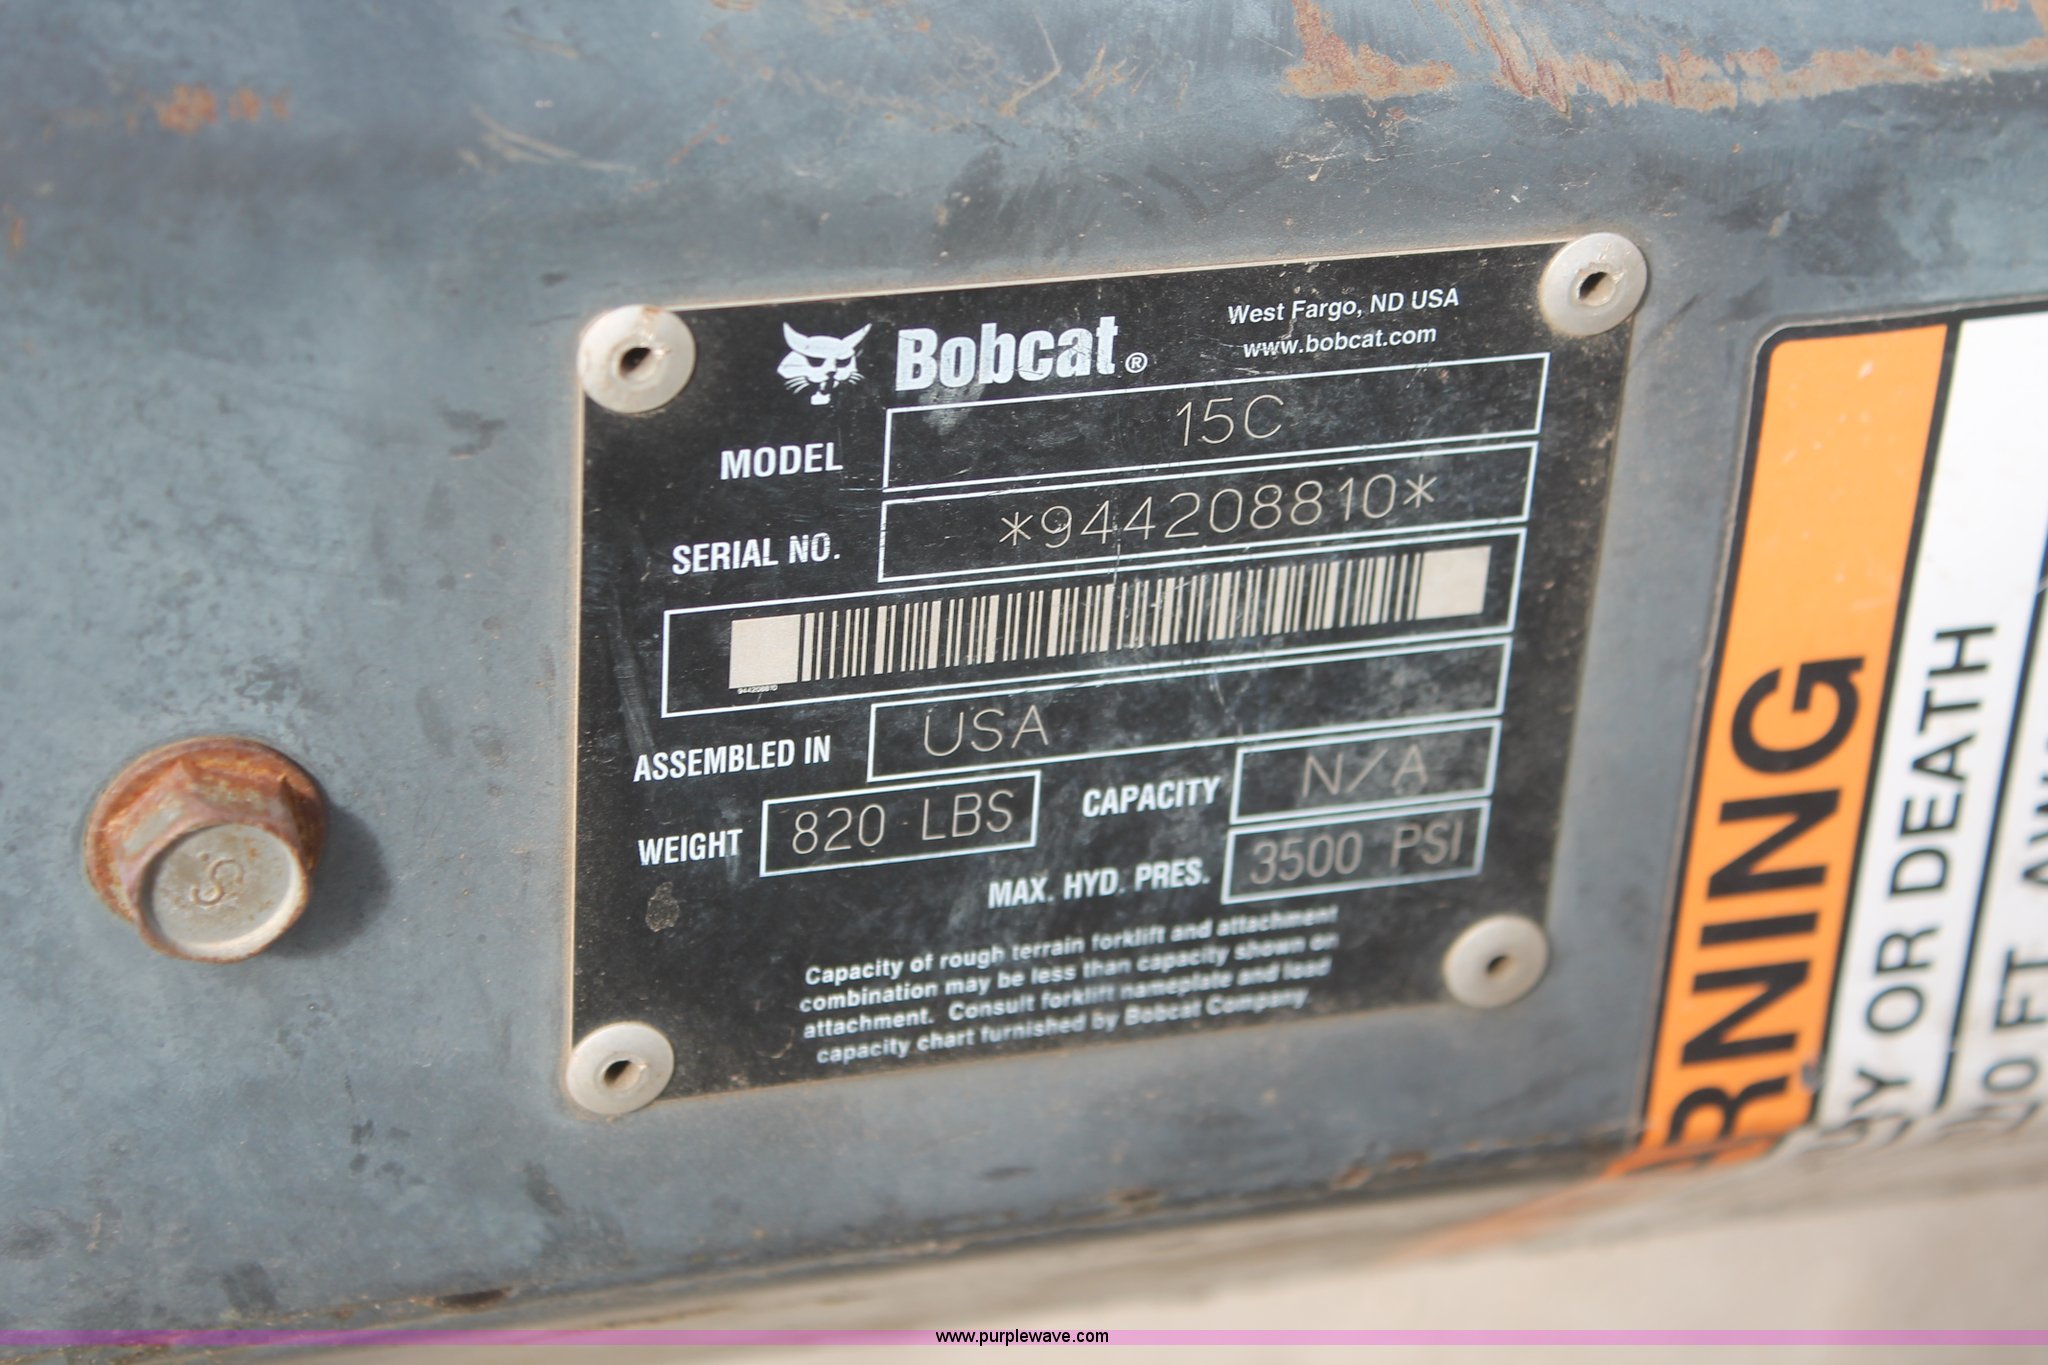 Bobcat®
West Fargo, ND USA
www.bobcat.com
MODEL 15C
SERIAL NO. *944208810*
944208810
ASSEMBLED IN USA
WEIGHT 820 LBS CAPACITY N/A
MAX. HYD. PRES. 3500 PSI
Capacity of rough terrain forklift and attachment
combination may be less than capacity shown on
attachment. Consult forklift nameplate and load
capacity chart furnished by Bobcat Company
RNING
OR DEATH
0 FT
www.purplewave.com